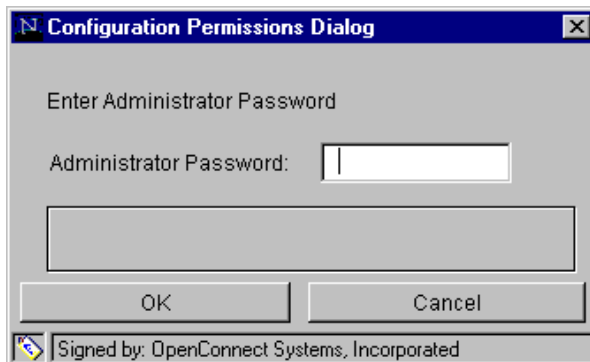 Configuration Permissions Dialog
Enter Administrator Password
Administrator Password:
OK Cancel
Signed by: OpenConnect Systems, Incorporated